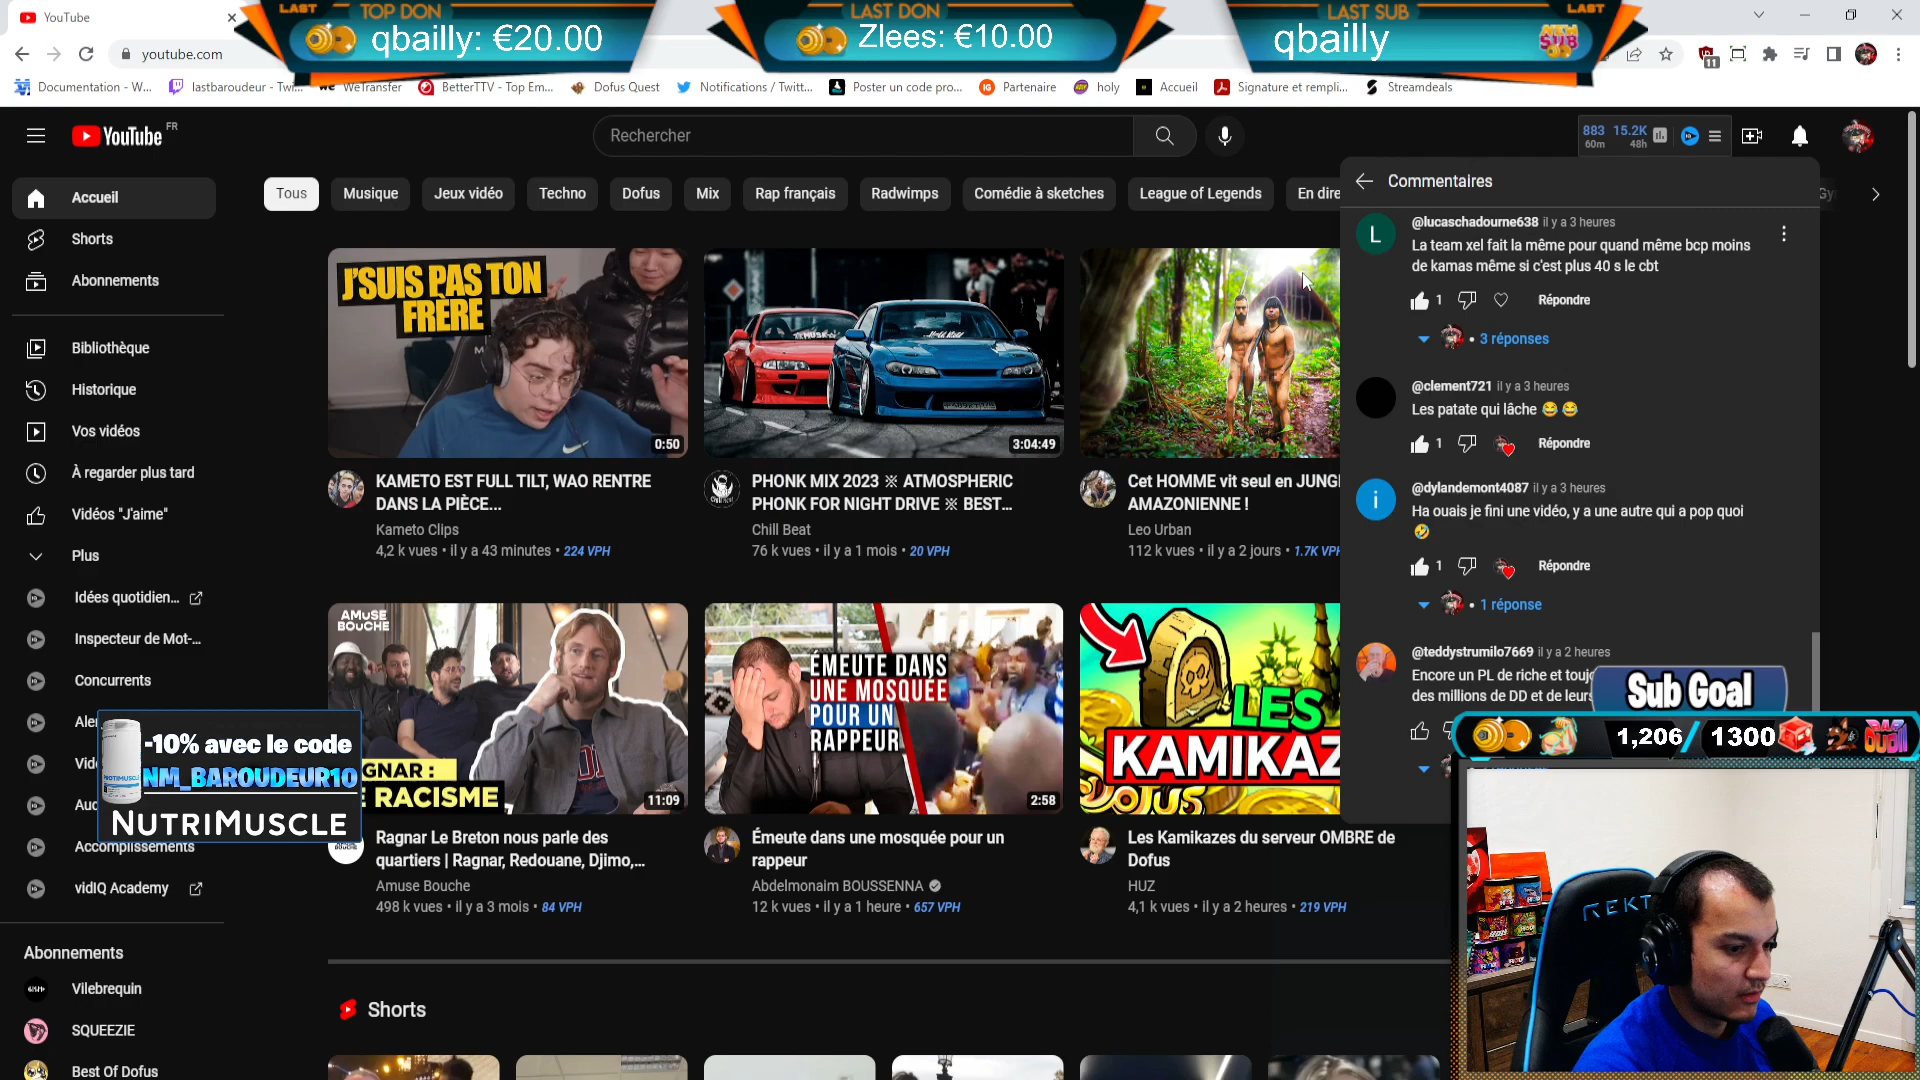 YouTube
LAST
TOP DON
qbailly: €20.00
LAST DON
Zlees: €10.00
LAST SUB
LAST
qbailly
NEW SUB
youtube.com
11
Documentation - W...
lastbaroudeur - Twi...
WeTransfer
BetterTTV - Top Em...
Dofus Quest
Notifications / Twitt...
Poster un code pro...
Partenaire
holy
Accueil
Signature et rempli...
Streamdeals
YouTube FR
Rechercher
883 15.2K
60m 48h
Tous
Musique
Jeux vidéo
Techno
Dofus
Mix
Rap français
Radwimps
Comédie à sketches
League of Legends
En dire
Accueil
Shorts
Abonnements
Bibliothèque
Historique
Vos vidéos
À regarder plus tard
Vidéos "J'aime"
Plus
Idées quotidien...
Inspecteur de Mot-...
Concurrents
Accomplissements
vidIQ Academy
Abonnements
Vilebrequin
SQUEEZIE
Best Of Dofus
-10% avec le code
NM_BAROUDEUR10
NUTRIMUSCLE
J'SUIS PAS TON
FRÈRE
0:50
KAMETO EST FULL TILT, WAO RENTRE
DANS LA PIÈCE...
Kameto Clips
4,2 k vues • il y a 43 minutes • 224 VPH
3:04:49
PHONK MIX 2023 ※ ATMOSPHERIC
PHONK FOR NIGHT DRIVE ※ BEST...
Chill Beat
76 k vues • il y a 1 mois • 20 VPH
Cet HOMME vit seul en JUNG
AMAZONIENNE !
Leo Urban
112 k vues • il y a 2 jours • 1.7K VPH
AMUSE
BOUCHE
GNAR :
RACISME
11:09
Ragnar Le Breton nous parle des
quartiers | Ragnar, Redouane, Djimo,...
Amuse Bouche
498 k vues • il y a 3 mois • 84 VPH
ÉMEUTE DANS
UNE MOSQUÉE
POUR UN
RAPPEUR
2:58
Émeute dans une mosquée pour un
rappeur
Abdelmonaim BOUSSENNA
12 k vues • il y a 1 heure • 657 VPH
LES
KAMIKAZ
Les Kamikazes du serveur OMBRE de
Dofus
HUZ
4,1 k vues • il y a 2 heures • 219 VPH
Shorts
Commentaires
L
@lucaschadourne638 il y a 3 heures
La team xel fait la même pour quand même bcp moins
de kamas même si c'est plus 40 s le cbt
1 Répondre
• 3 réponses
@clement721 il y a 3 heures
Les patate qui lâche 😂 😂
1 Répondre
i
@dylandemont4087 il y a 3 heures
Ha ouais je fini une vidéo, y a une autre qui a pop quoi
🤣
1 Répondre
• 1 réponse
@teddystrumilo7669 il y a 2 heures
Encore un PL de riche et toujo
des millions de DD et de leurs
Sub Goal
1,206/ 1300
REKT